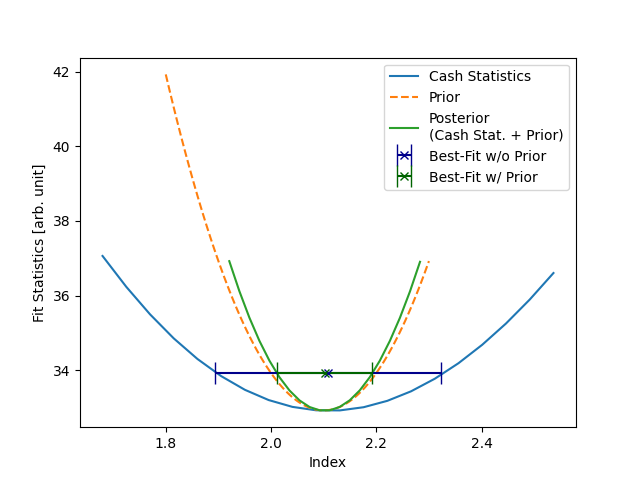 42
40
38
36
34
Fit Statistics [arb. unit]
Cash Statistics
Prior
Posterior
(Cash Stat. + Prior)
Best-Fit w/o Prior
Best-Fit w/ Prior
1.8
2.0
2.2
2.4
Index